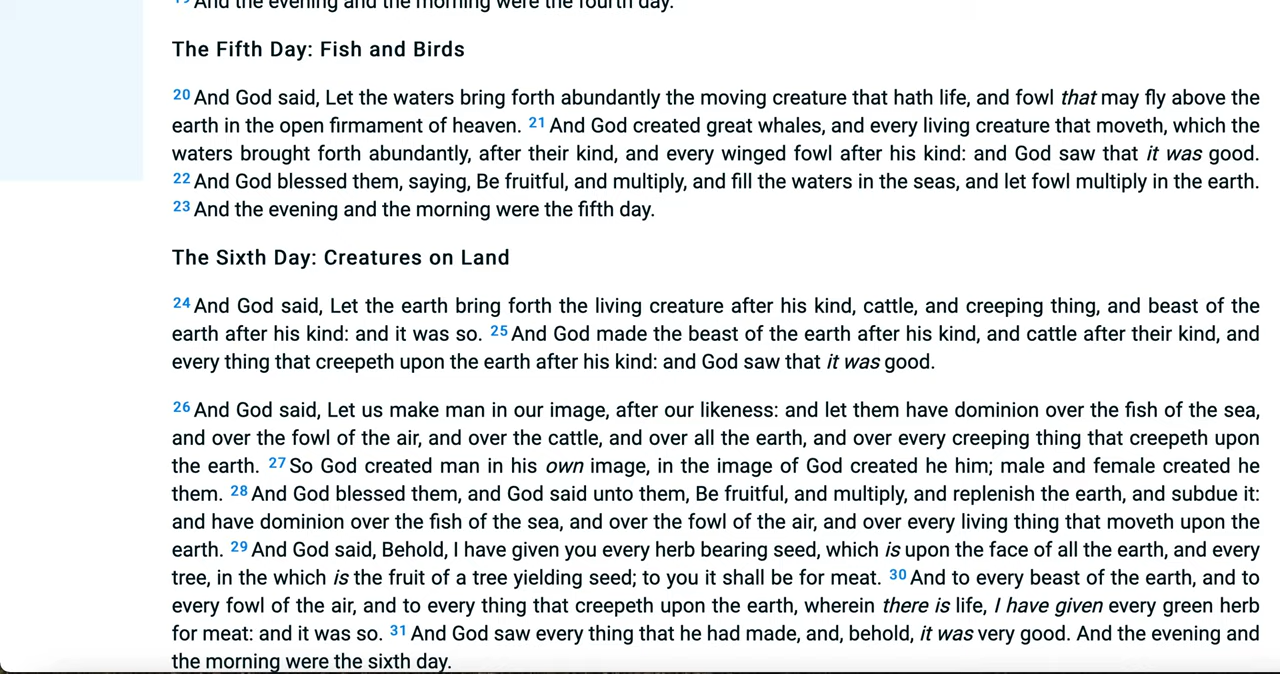 19 And the evening and the morning were the fourth day.
The Fifth Day: Fish and Birds
20 And God said, Let the waters bring forth abundantly the moving creature that hath life, and fowl that may fly above the
earth in the open firmament of heaven. 21 And God created great whales, and every living creature that moveth, which the
waters brought forth abundantly, after their kind, and every winged fowl after his kind: and God saw that it was good.
22 And God blessed them, saying, Be fruitful, and multiply, and fill the waters in the seas, and let fowl multiply in the earth.
23 And the evening and the morning were the fifth day.
The Sixth Day: Creatures on Land
24 And God said, Let the earth bring forth the living creature after his kind, cattle, and creeping thing, and beast of the
earth after his kind: and it was so. 25 And God made the beast of the earth after his kind, and cattle after their kind, and
every thing that creepeth upon the earth after his kind: and God saw that it was good.
26 And God said, Let us make man in our image, after our likeness: and let them have dominion over the fish of the sea,
and over the fowl of the air, and over the cattle, and over all the earth, and over every creeping thing that creepeth upon
the earth. 27 So God created man in his own image, in the image of God created he him; male and female created he
them. 28 And God blessed them, and God said unto them, Be fruitful, and multiply, and replenish the earth, and subdue it:
and have dominion over the fish of the sea, and over the fowl of the air, and over every living thing that moveth upon the
earth. 29 And God said, Behold, I have given you every herb bearing seed, which is upon the face of all the earth, and every
tree, in the which is the fruit of a tree yielding seed; to you it shall be for meat. 30 And to every beast of the earth, and to
every fowl of the air, and to every thing that creepeth upon the earth, wherein there is life, I have given every green herb
for meat: and it was so. 31 And God saw every thing that he had made, and, behold, it was very good. And the evening and
the morning were the sixth day.